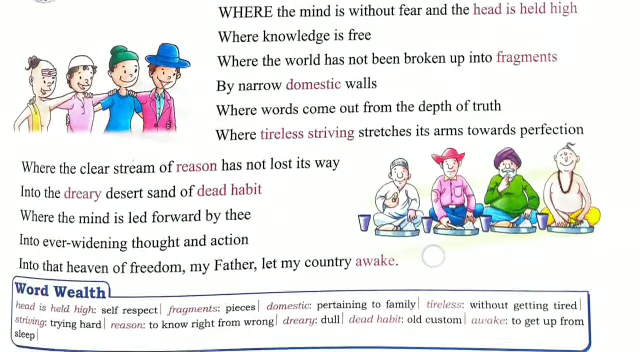 WHERE the mind is without fear and the head is held high
Where knowledge is free
Where the world has not been broken up into fragments
By narrow domestic walls
Where words come out from the depth of truth
Where tireless striving stretches its arms towards perfection
Where the clear stream of reason has not lost its way
Into the dreary desert sand of dead habit
Where the mind is led forward by thee
Into ever-widening thought and action
Into that heaven of freedom, my Father, let my country awake.
Word Wealth
head is held high: self respect| fragments: pieces| domestic: pertaining to family| tireless: without getting tired|
striving: trying hard| reason: to know right from wrong| dreary: dull| dead habit: old custom| awake: to get up from
sleep|